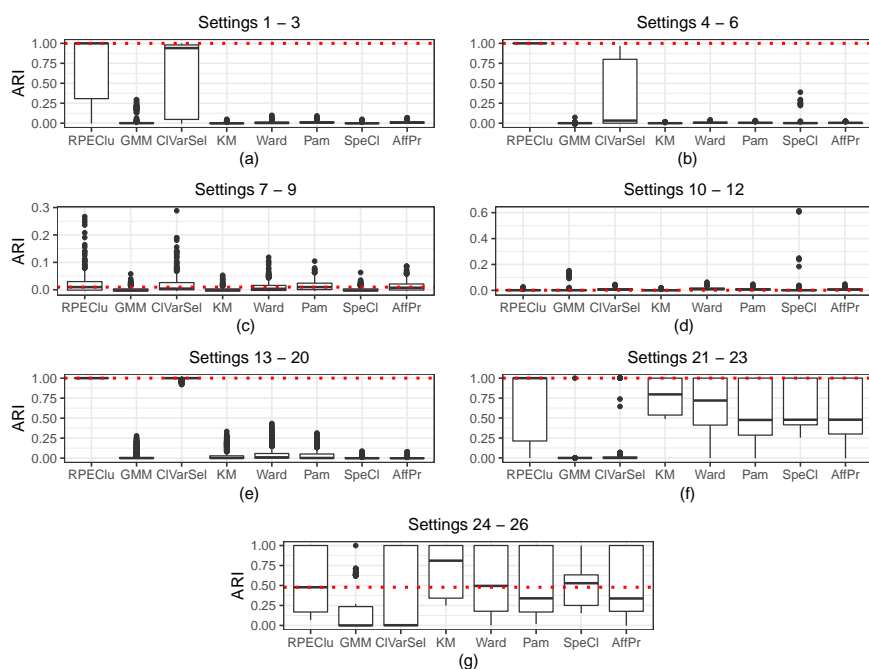 Settings 1 − 3
ARI
1.00
0.75
0.50
0.25
0.00
RPEClu GMM ClVarSel KM Ward Pam SpeCl AffPr
(a)
Settings 4 − 6
1.00
0.75
0.50
0.25
0.00
RPEClu GMM ClVarSel KM Ward Pam SpeCl AffPr
(b)
Settings 7 − 9
ARI
0.3
0.2
0.1
0.0
RPEClu GMM ClVarSel KM Ward Pam SpeCl AffPr
(c)
Settings 10 − 12
0.6
0.4
0.2
0.0
RPEClu GMM ClVarSel KM Ward Pam SpeCl AffPr
(d)
Settings 13 − 20
ARI
1.00
0.75
0.50
0.25
0.00
RPEClu GMM ClVarSel KM Ward Pam SpeCl AffPr
(e)
Settings 21 − 23
1.00
0.75
0.50
0.25
0.00
RPEClu GMM ClVarSel KM Ward Pam SpeCl AffPr
(f)
Settings 24 − 26
ARI
1.00
0.75
0.50
0.25
0.00
RPEClu GMM ClVarSel KM Ward Pam SpeCl AffPr
(g)